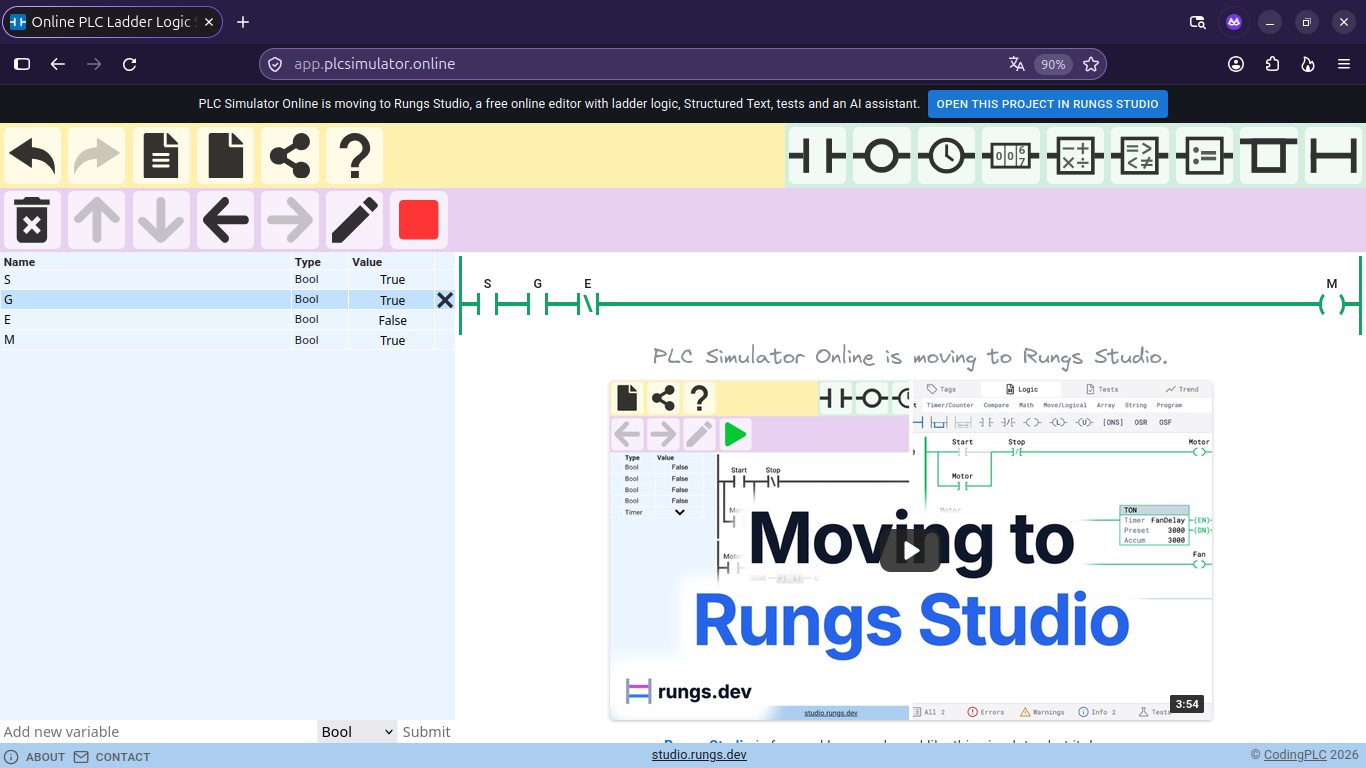 Online PLC Ladder Logic
app.plcsimulator.online
90%
PLC Simulator Online is moving to Rungs Studio, a free online editor with ladder logic, Structured Text, tests and an AI assistant.
OPEN THIS PROJECT IN RUNGS STUDIO
Name Type Value
S Bool True
G Bool True
E Bool False
M Bool True
S G E M
PLC Simulator Online is moving to Rungs Studio.
Tags Logic Tests Trend
Timer/Counter Compare Math Move/Logical Array String Program
[ONS] OSR OSF
Type Value
Bool False
Bool False
Bool False
Bool False
Timer
Start Stop
Start Stop Motor
Motor
Motor
TON
Timer FanDelay (EN)
Preset 3000 (DN)
Accum 3000
Fan
Moving to
Rungs Studio
rungs.dev
studio.rungs.dev
All 2 Errors Warnings Info 2 Tests
3:54
Add new variable Bool Submit
ABOUT CONTACT
studio.rungs.dev
© CodingPLC 2026